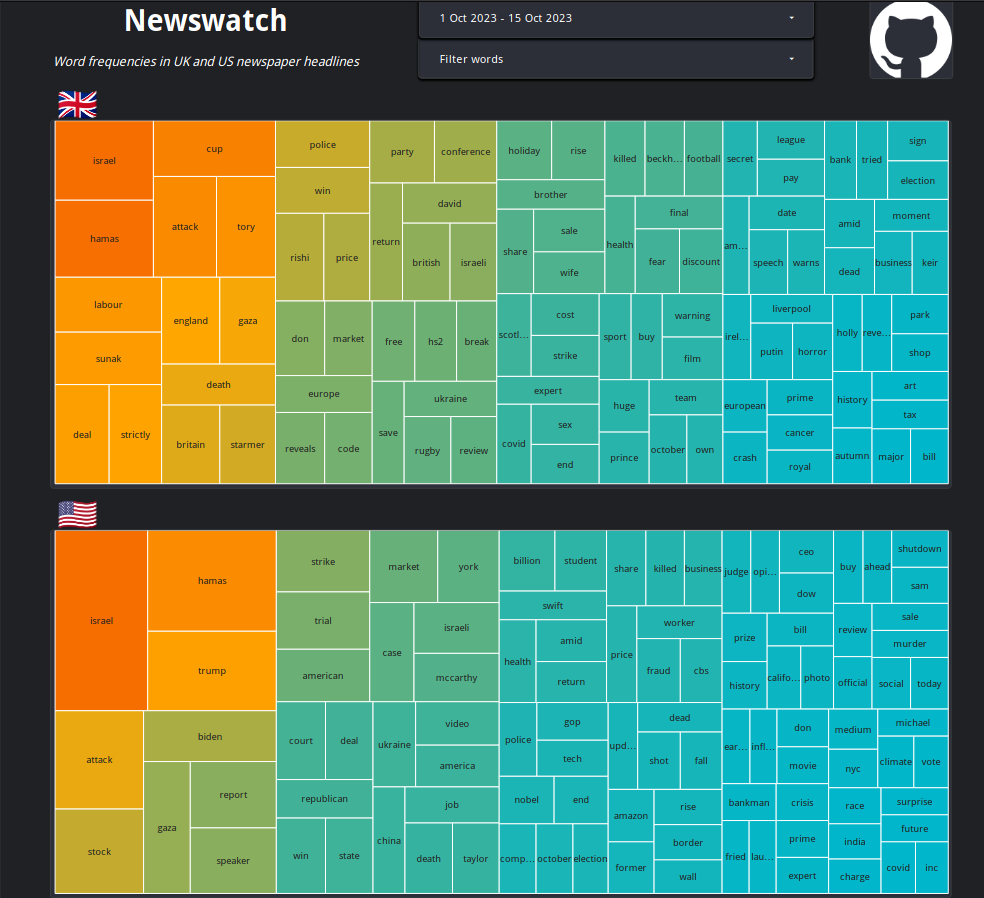 Newswatch
1 Oct 2023 - 15 Oct 2023
Word frequencies in UK and US newspaper headlines
Filter words
israel
hamas
cup
attack
tory
labour
sunak
deal
strictly
england
gaza
death
britain
starmer
police
win
rishi
price
party
conference
return
david
british
israeli
don
market
europe
reveals
code
free
hs2
break
save
ukraine
rugby
review
holiday
rise
brother
share
sale
wife
killed
beckh...
football
health
final
fear
discount
scotl...
cost
strike
expert
covid
sex
end
sport
buy
warning
film
huge
prince
team
october
own
secret
league
pay
am...
date
speech
warns
bank
tried
sign
election
amid
dead
moment
business
keir
irel...
liverpool
putin
horror
european
crash
prime
cancer
royal
holly
reve...
park
shop
history
autumn
art
tax
major
bill
israel
hamas
trump
attack
stock
biden
gaza
report
speaker
strike
trial
american
market
york
case
israeli
mccarthy
court
deal
republican
win
state
ukraine
video
america
china
job
death
taylor
billion
student
swift
health
amid
return
share
killed
business
price
worker
fraud
cbs
police
gop
tech
nobel
end
comp...
october
election
upd...
dead
shot
fall
amazon
former
rise
border
wall
judge
opi...
ceo
dow
prize
history
bill
califo...
photo
buy
ahead
shutdown
sam
review
official
sale
murder
social
today
ear...
infl...
don
movie
bankman
fried
lau...
crisis
prime
expert
medium
nyc
michael
climate
vote
race
india
charge
surprise
future
covid
inc